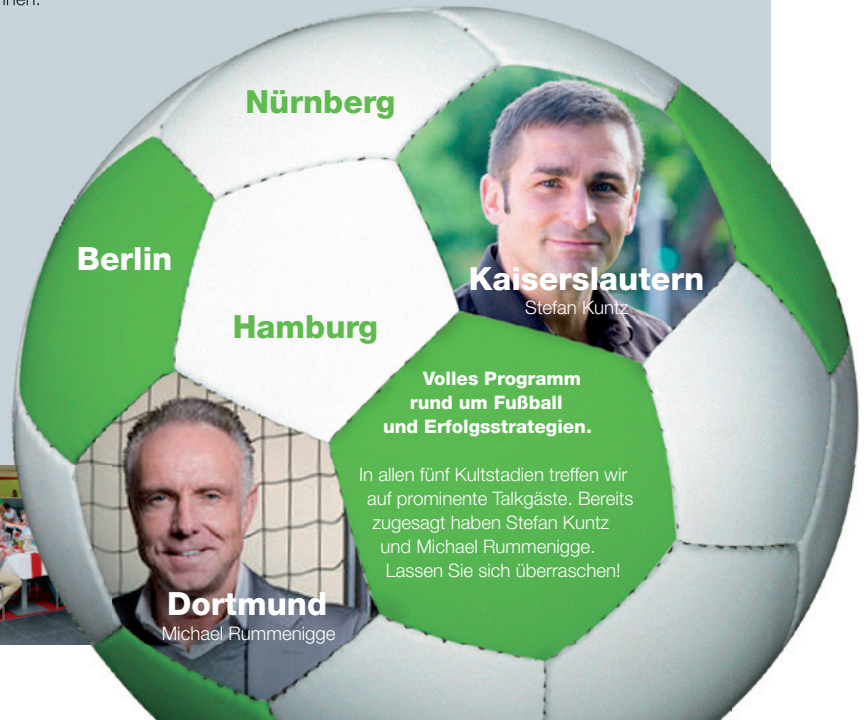 Nürnberg
Berlin
Kaiserslautern
Stefan Kuntz
Hamburg
Volles Programm
rund um Fußball
und Erfolgsstrategien.
In allen fünf Kultstadien treffen wir
auf prominente Talkgäste. Bereits
zugesagt haben Stefan Kuntz
und Michael Rummenigge.
Lassen Sie sich überraschen!
Dortmund
Michael Rummenigge